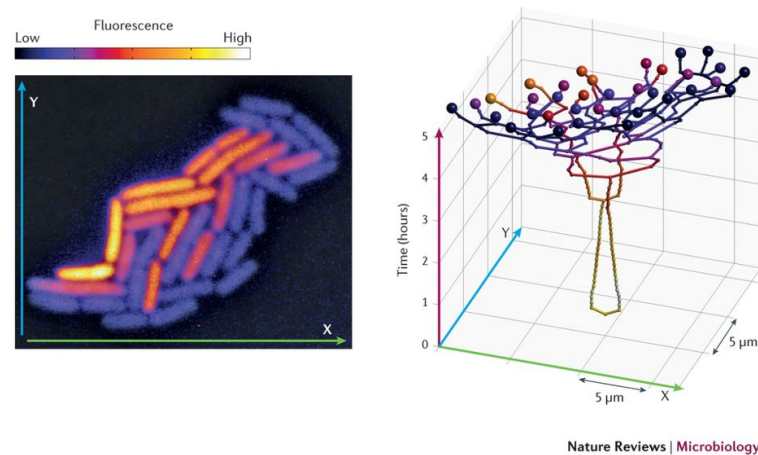 Fluorescence
Low
High
Y
X
5
4
3
2
1
0
Time (hours)
Y
X
5 µm
5 µm
Nature Reviews | Microbiology